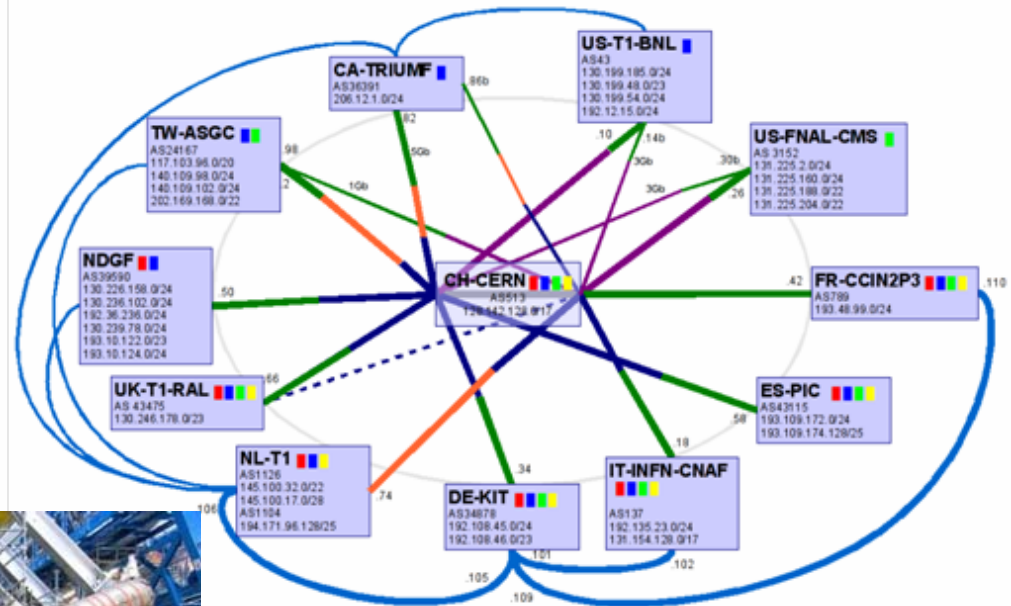 CA-TRIUMF
AS36391
206.12.1.0/24
US-T1-BNL
AS43
130.199.185.0/24
130.199.48.0/23
130.199.54.0/24
192.12.15.0/24
TW-ASGC
AS24167
117.103.96.0/20
140.109.98.0/24
140.109.102.0/24
202.169.168.0/22
US-FNAL-CMS
AS 3152
131.225.2.0/24
131.225.160.0/24
131.225.188.0/22
131.225.204.0/22
.86b
.82
5Gb
.10
.14b
3Gb
.30b
3Gb
.26
.98
.2
1Gb
NDGF
AS39590
130.226.158.0/24
130.236.102.0/24
192.36.236.0/24
130.239.78.0/24
193.10.122.0/23
193.10.124.0/24
.50
CH-CERN
AS513
.42
FR-CCIN2P3
AS789
193.48.99.0/24
.110
UK-T1-RAL
AS 43475
130.246.178.0/23
.66
ES-PIC
AS43115
193.109.172.0/24
193.109.174.128/25
.58
NL-T1
AS1126
145.100.32.0/22
145.100.17.0/28
AS1104
194.171.96.128/25
.74
106
.34
DE-KIT
AS34878
192.108.45.0/24
192.108.46.0/23
.18
IT-INFN-CNAF
AS137
192.135.23.0/24
131.154.128.0/17
.101
.102
.105
.109